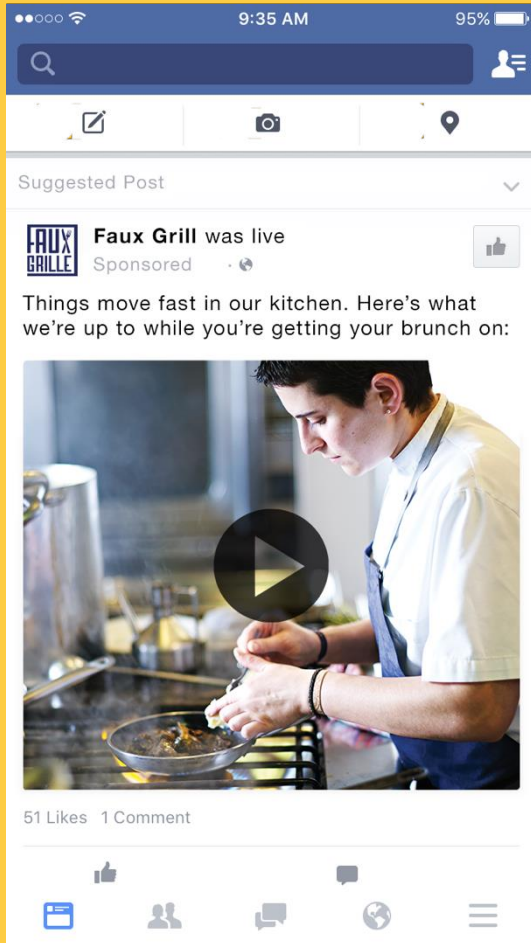 9:35 AM
95%
Suggested Post
FAUX
GRILLE
Faux Grill was live
Sponsored ·
Things move fast in our kitchen. Here's what
we're up to while you're getting your brunch on:
51 Likes 1 Comment